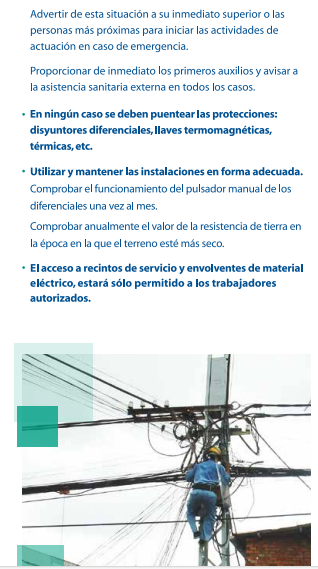 Advertir de esta situación a su inmediato superior o las
personas más próximas para iniciar las actividades de
actuación en caso de emergencia.
Proporcionar de inmediato los primeros auxilios y avisar a
la asistencia sanitaria externa en todos los casos.
• En ningún caso se deben puentear las protecciones:
disyuntores diferenciales, llaves termomagnéticas,
térmicas, etc.
• Utilizar y mantener las instalaciones en forma adecuada.
Comprobar el funcionamiento del pulsador manual de los
diferenciales una vez al mes.
Comprobar anualmente el valor de la resistencia de tierra en
la época en la que el terreno esté más seco.
• El acceso a recintos de servicio y envolventes de material
eléctrico, estará sólo permitido a los trabajadores
autorizados.